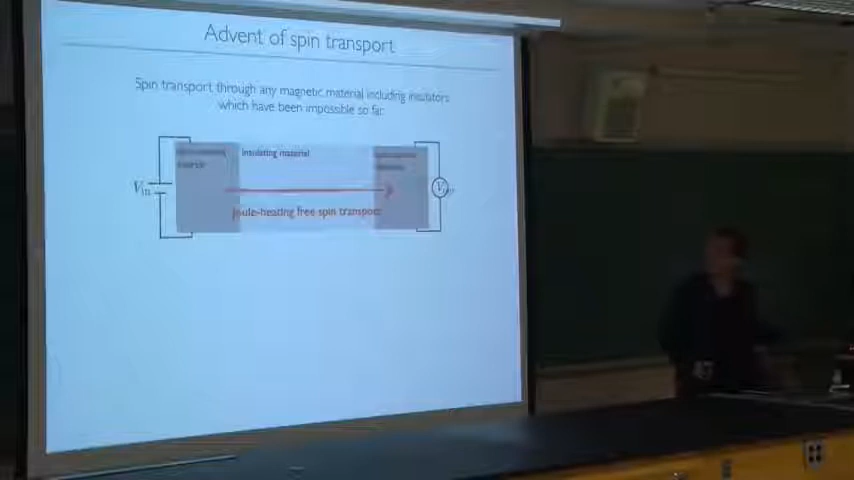 Advent of spin transport
Spin transport through any magnetic material including insulators
which have been impossible so far.
insulating material
Vin
Joule-heating free spin transport